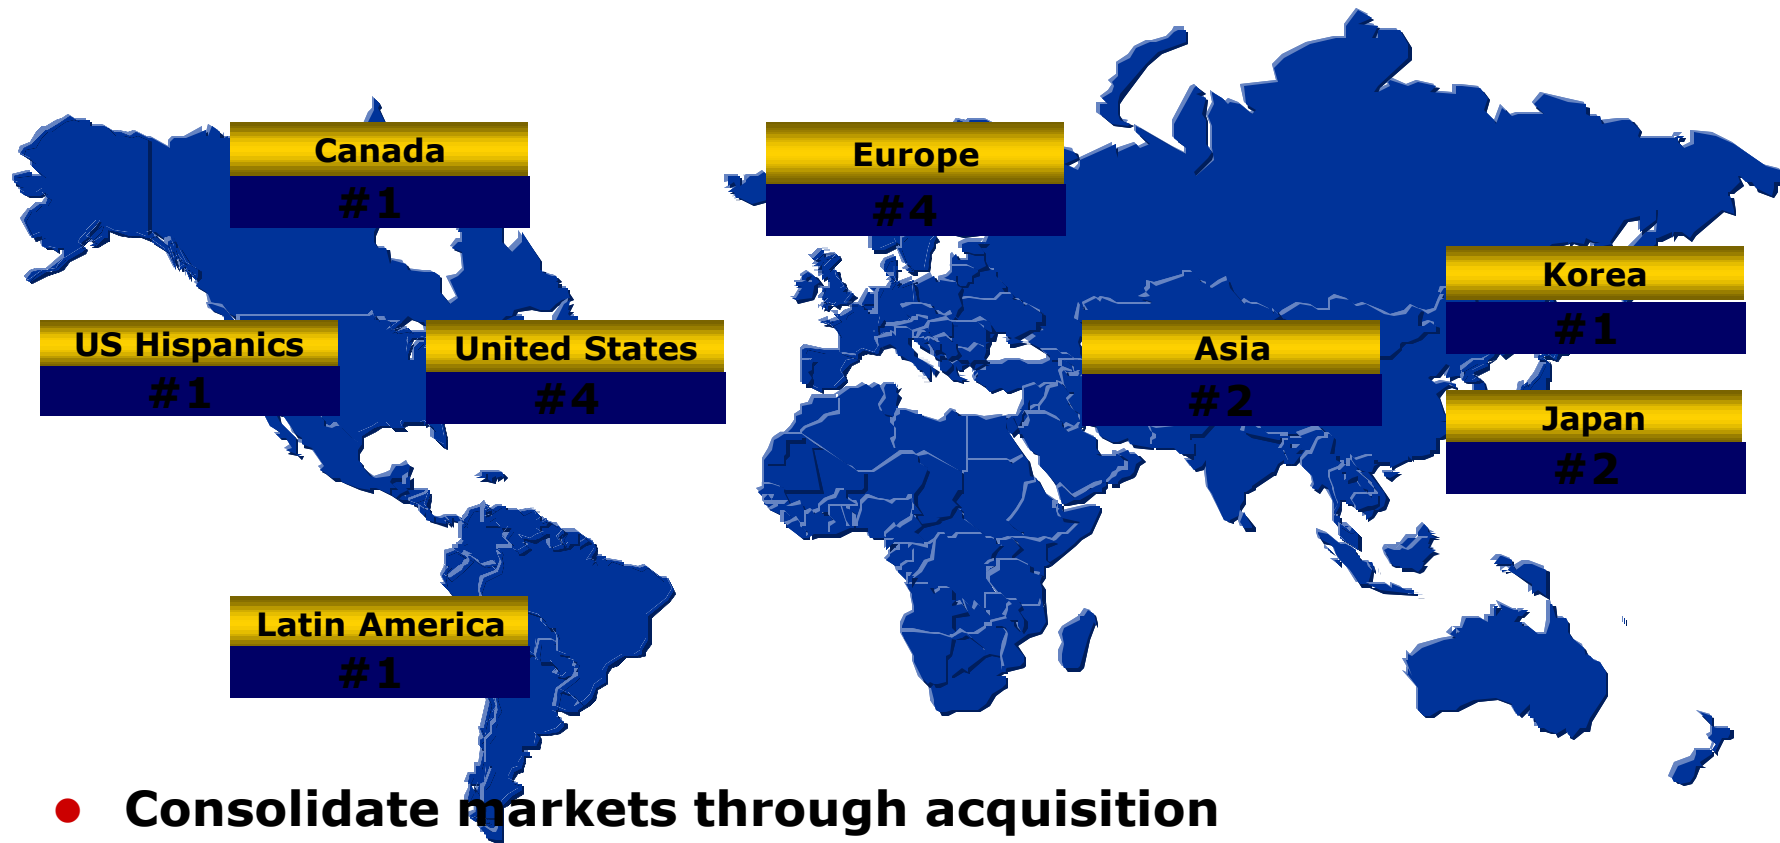 Canada
#1
Europe
#4
Korea
#1
US Hispanics
#1
United States
#4
Asia
#2
Japan
#2
Latin America
#1
● Consolidate markets through acquisition